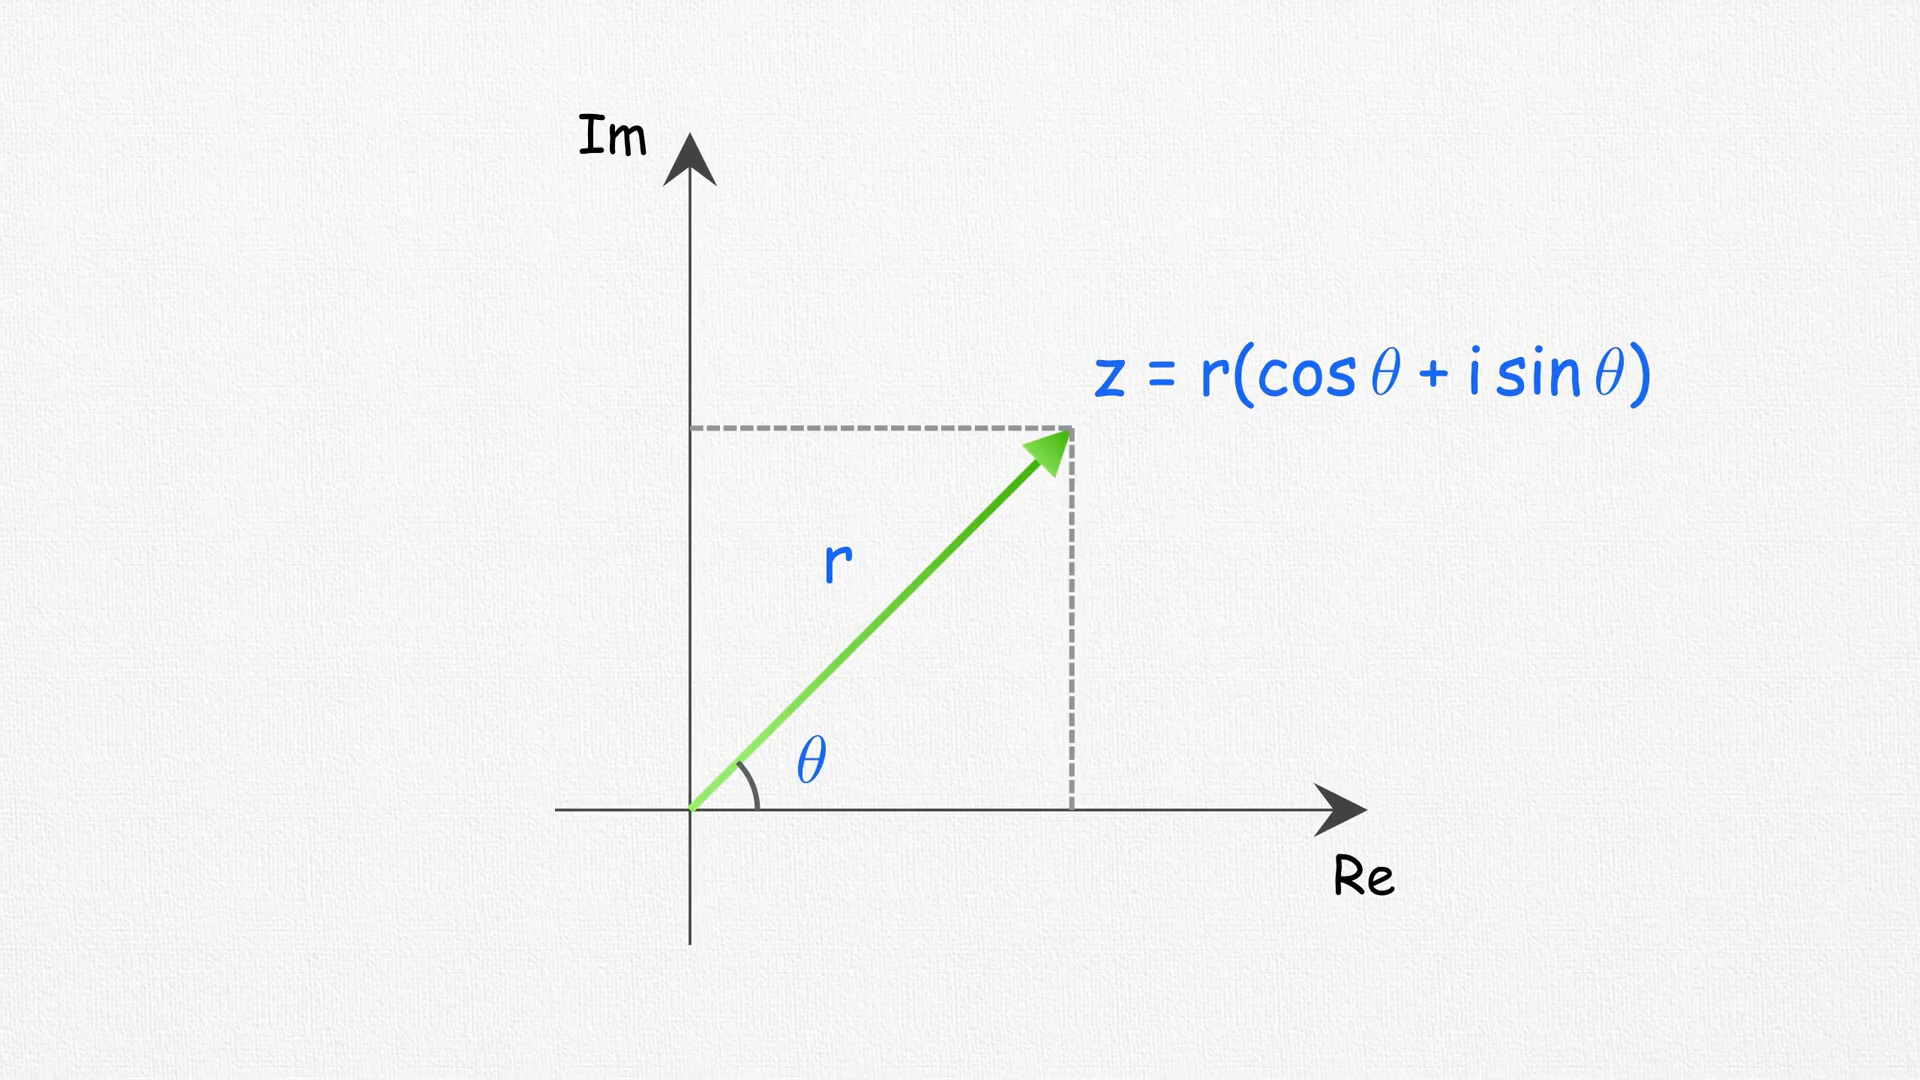 Im
z = r(cos θ + i sin θ)
r
θ
Re